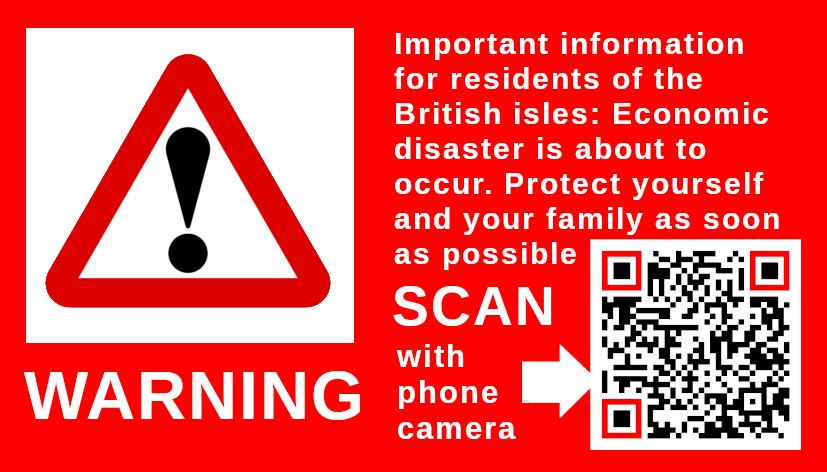 Important information
for residents of the
British isles: Economic
disaster is about to
occur. Protect yourself
and your family as soon
as possible
SCAN
with
phone
camera
WARNING